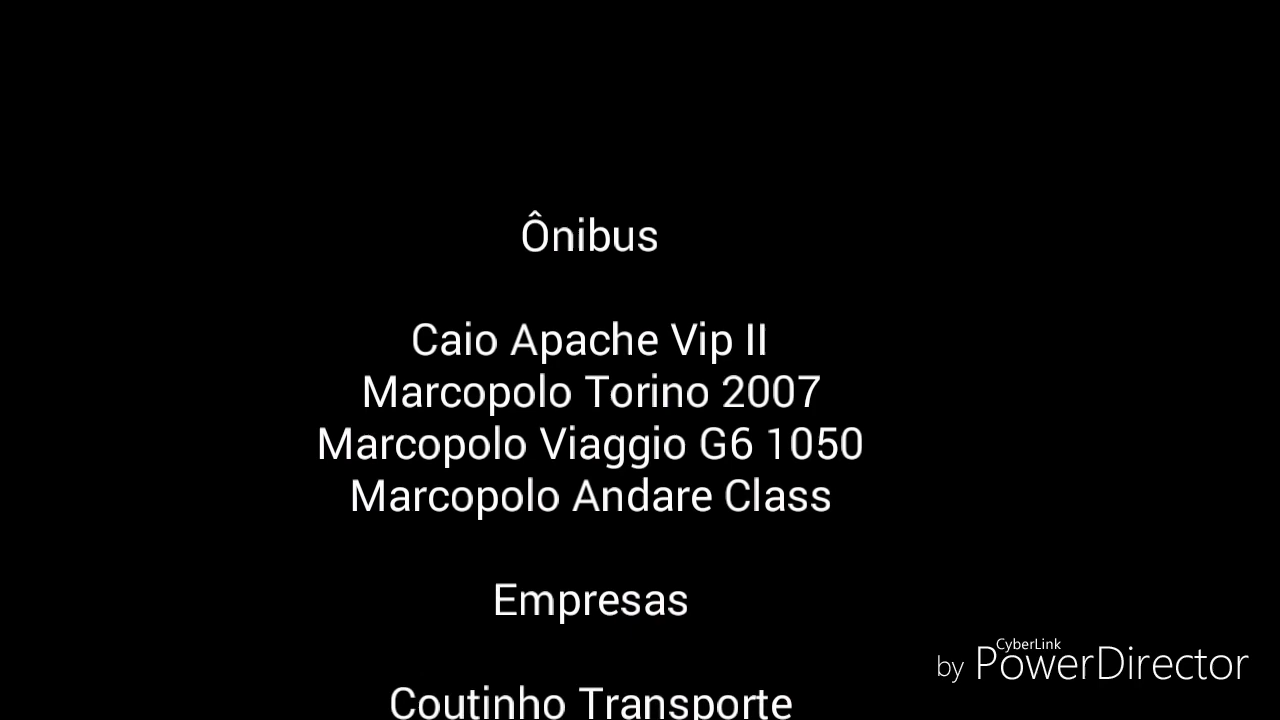 Ônibus
Caio Apache Vip II
Marcopolo Torino 2007
Marcopolo Viaggio G6 1050
Marcopolo Andare Class
Empresas
Coutinho Transporte
CyberLink
by PowerDirector